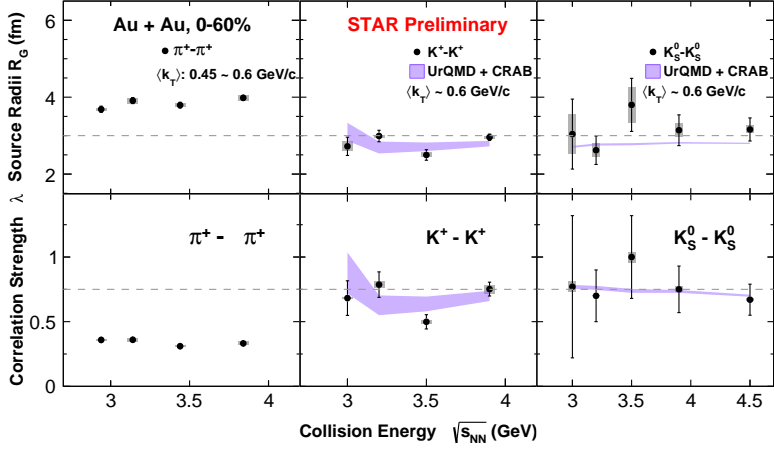 Au + Au, 0-60%
π⁺-π⁺
⟨k_T⟩: 0.45 ~ 0.6 GeV/c
STAR Preliminary
K⁺-K⁺
UrQMD + CRAB
⟨k_T⟩ ~ 0.6 GeV/c
K⁰_S-K⁰_S
UrQMD + CRAB
⟨k_T⟩ ~ 0.6 GeV/c
Source Radii R_G (fm)
6
4
2
π⁺ - π⁺
K⁺ - K⁺
K⁰_S - K⁰_S
Correlation Strength λ
1
0.5
0
3 3.5 4
3 3.5 4
3 3.5 4 4.5
Collision Energy √s_NN (GeV)